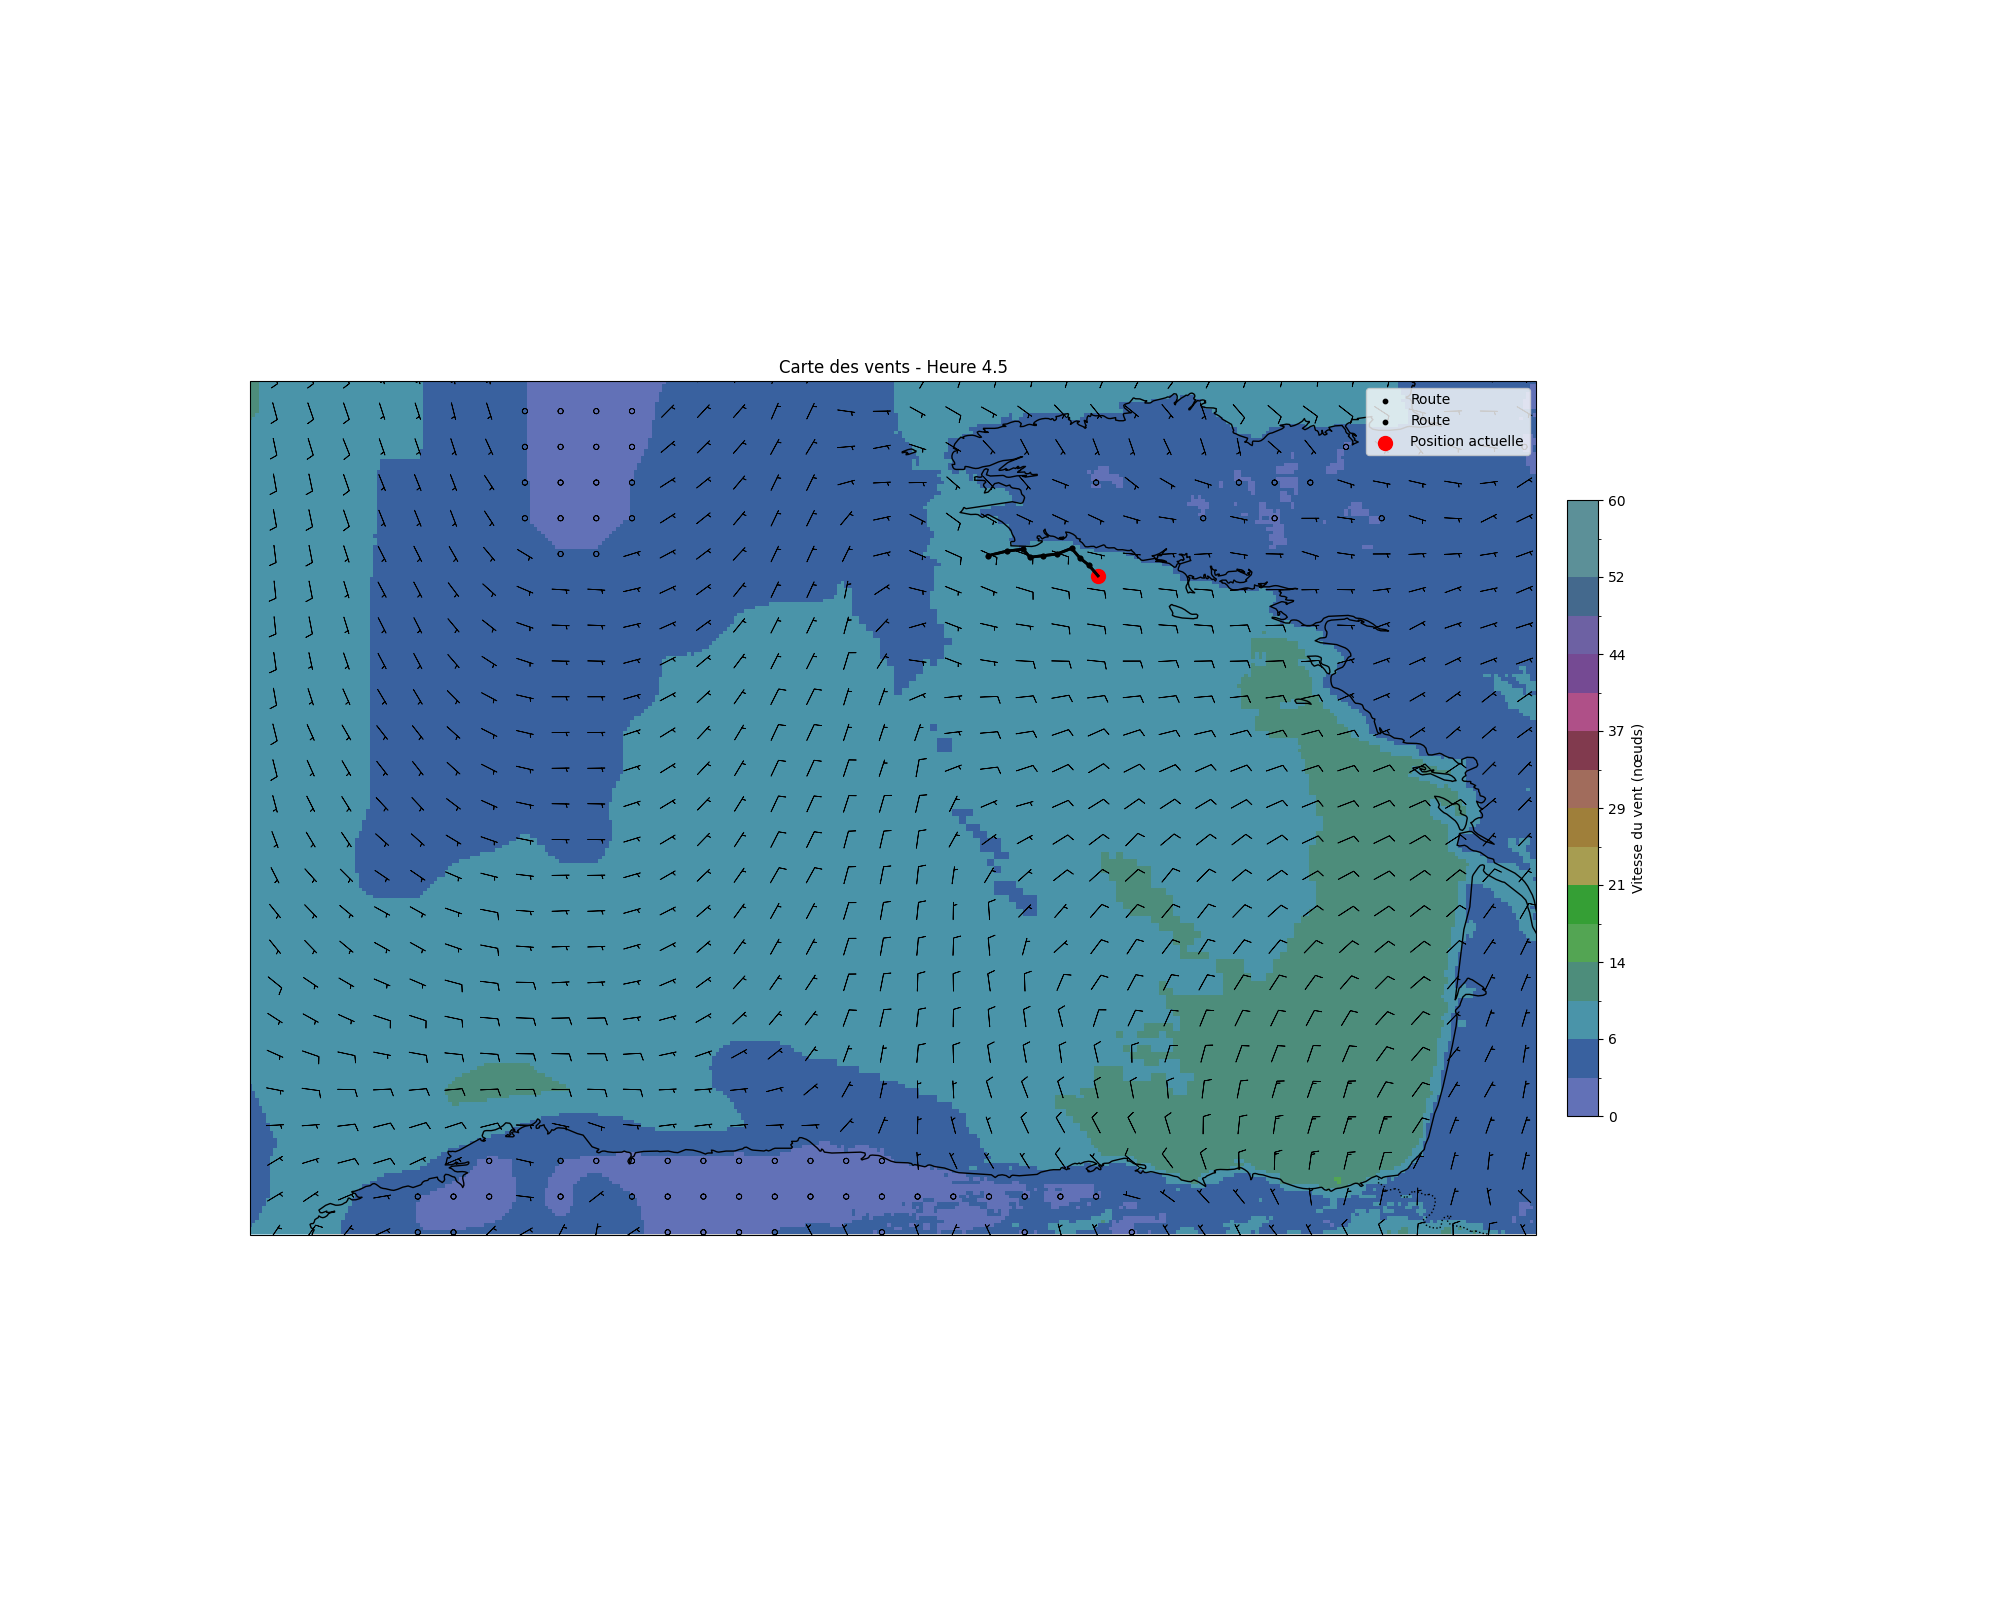 Carte des vents - Heure 4.5
Route
Route
Position actuelle
60
52
44
37
29
21
14
6
0
Vitesse du vent (nœuds)